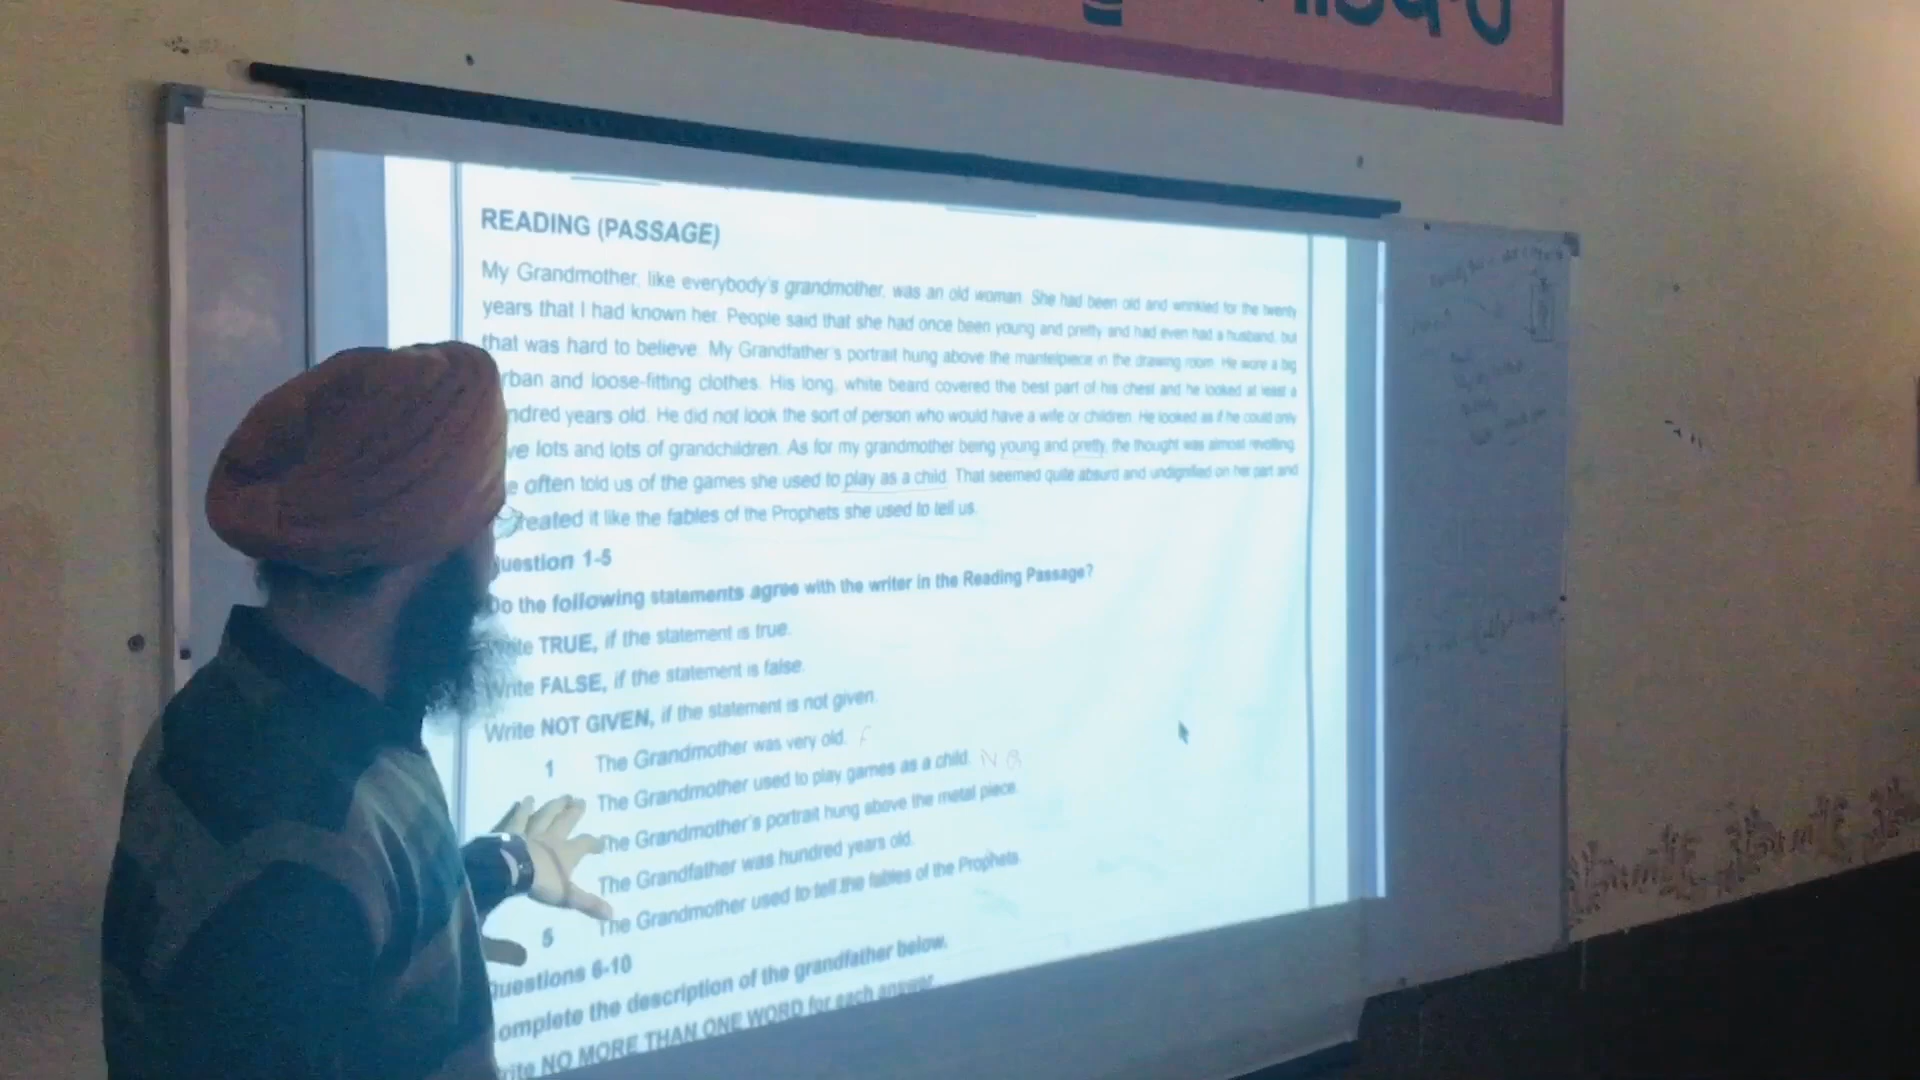 READING (PASSAGE)
My Grandmother, like everybody's grandmother, was an old woman. She had been old and wrinkled for the twenty
years that I had known her. People said that she had once been young and pretty and had even had a husband, but
that was hard to believe. My Grandfather's portrait hung above the mantelpiece in the drawing room. He wore a big
rban and loose-fitting clothes. His long, white beard covered the best part of his chest and he looked at least a
ndred years old. He did not look the sort of person who would have a wife or children. He looked as if he could only
ve lots and lots of grandchildren. As for my grandmother being young and pretty, the thought was almost revolting.
e often told us of the games she used to play as a child. That seemed quite absurd and undignified on her part and
reated it like the fables of the Prophets she used to tell us.
uestion 1-5
Do the following statements agree with the writer in the Reading Passage?
Write TRUE, if the statement is true.
Write FALSE, if the statement is false.
Write NOT GIVEN, if the statement is not given.
1 The Grandmother was very old. F
The Grandmother used to play games as a child. N G
The Grandmother's portrait hung above the metal piece.
The Grandfather was hundred years old.
5 The Grandmother used to tell the fables of the Prophets.
Questions 6-10
omplete the description of the grandfather below.
rite NO MORE THAN ONE WORD for each answer